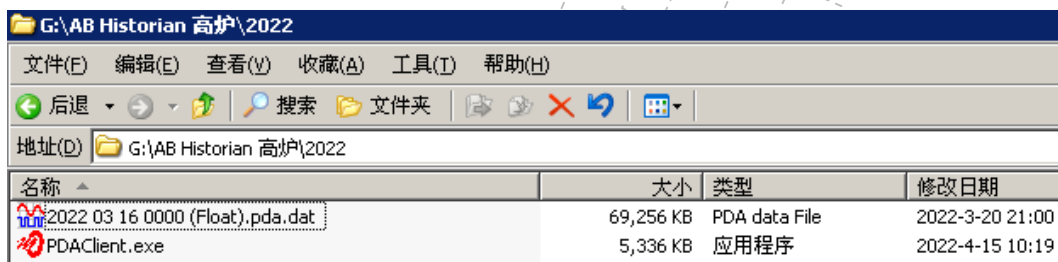 G:\AB Historian 高炉\2022
文件(F) 编辑(E) 查看(V) 收藏(A) 工具(T) 帮助(H)
后退 搜索 文件夹
地址(D) G:\AB Historian 高炉\2022
名称 大小 类型 修改日期
2022 03 16 0000 (Float).pda.dat 69,256 KB PDA data File 2022-3-20 21:00
PDAClient.exe 5,336 KB 应用程序 2022-4-15 10:19